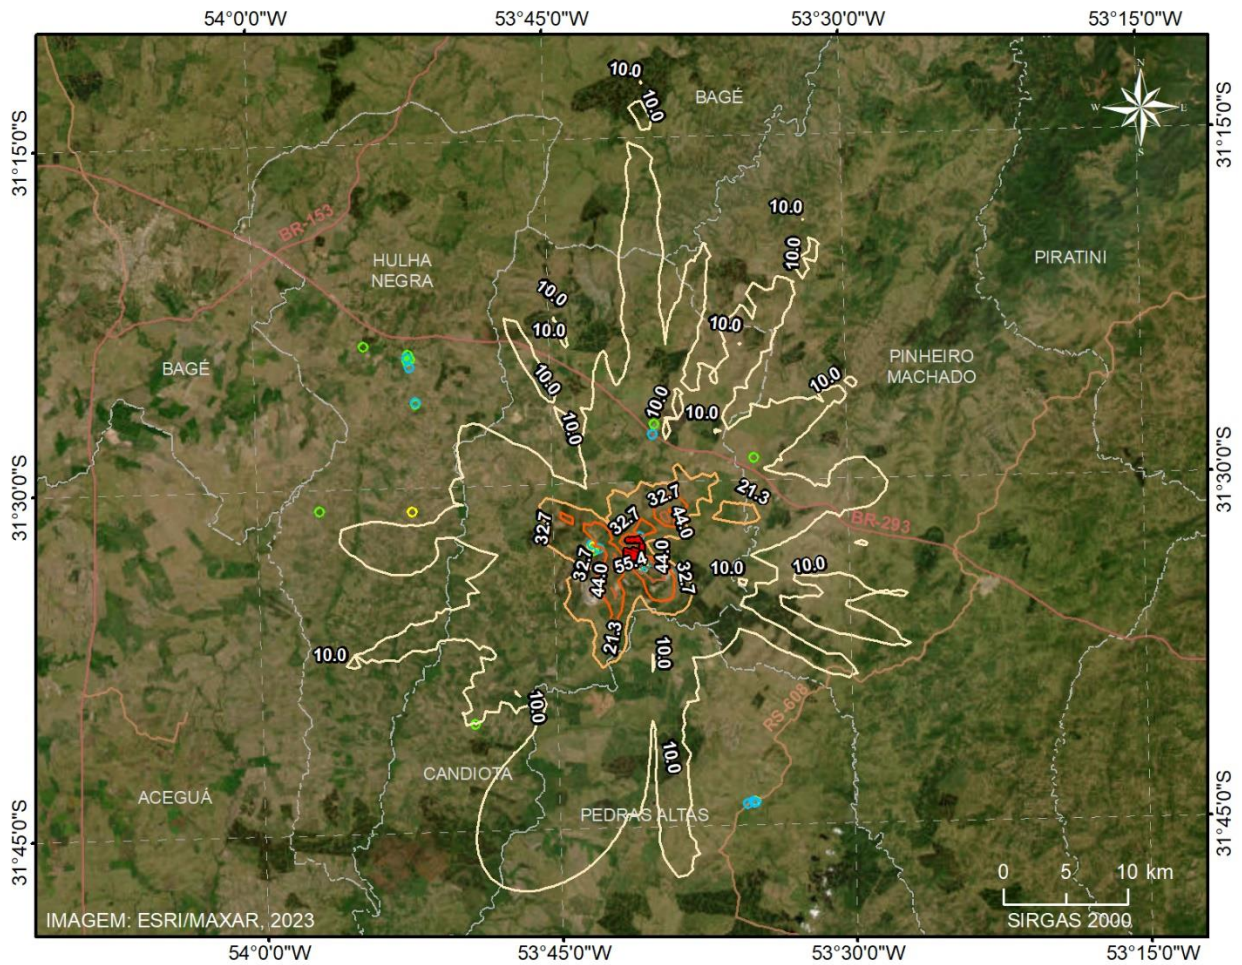 54°0'0"W
53°45'0"W
53°30'0"W
53°15'0"W
31°15'0"S
31°15'0"S
10.0
10.0
BAGÉ
N
W
E
S
BR-153
10.0
10.0
HULHA
NEGRA
PIRATINI
10.0
10.0
10.0
BAGÉ
PINHEIRO
MACHADO
10.0
10.0
10.0
10.0
10.0
31°30'0"S
31°30'0"S
21.3
32.7
32.7
32.7
44.0
BR-293
32.7
44.0
55.4
44.0
32.7
10.0
10.0
21.3
10.0
10.0
10.0
RS-608
10.0
CANDIOTA
ACEGUÁ
PEDRAS ALTAS
31°45'0"S
31°45'0"S
0 5 10 km
SIRGAS 2000
IMAGEM: ESRI/MAXAR, 2023
54°0'0"W
53°45'0"W
53°30'0"W
53°15'0"W